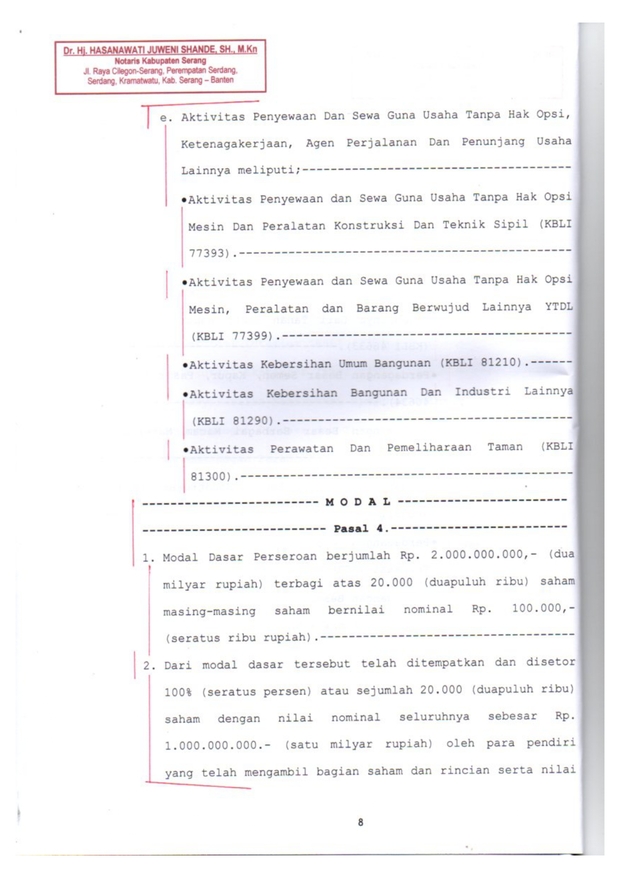 Dr. Hj. HASANAWATI JUWENI SHANDE, SH., M.Kn
Notaris Kabupaten Serang
Jl. Raya Cilegon-Serang, Perempatan Serdang,
Serdang, Kramatwatu, Kab. Serang – Banten
e. Aktivitas Penyewaan Dan Sewa Guna Usaha Tanpa Hak Opsi,
Ketenagakerjaan, Agen Perjalanan Dan Penunjang Usaha
Lainnya meliputi;--------------------------------------
•Aktivitas Penyewaan dan Sewa Guna Usaha Tanpa Hak Opsi
Mesin Dan Peralatan Konstruksi Dan Teknik Sipil (KBLI
77393).-----------------------------------------------
•Aktivitas Penyewaan dan Sewa Guna Usaha Tanpa Hak Opsi
Mesin, Peralatan dan Barang Berwujud Lainnya YTDL
(KBLI 77399).-----------------------------------------
•Aktivitas Kebersihan Umum Bangunan (KBLI 81210).------
•Aktivitas Kebersihan Bangunan Dan Industri Lainnya
(KBLI 81290).------------------------------------------
•Aktivitas Perawatan Dan Pemeliharaan Taman (KBLI
81300).-----------------------------------------------
------------------------- M O D A L ------------------------
-------------------------- Pasal 4.-------------------------
1. Modal Dasar Perseroan berjumlah Rp. 2.000.000.000,- (dua
milyar rupiah) terbagi atas 20.000 (duapuluh ribu) saham
masing-masing saham bernilai nominal Rp. 100.000,-
(seratus ribu rupiah).------------------------------------
2. Dari modal dasar tersebut telah ditempatkan dan disetor
100% (seratus persen) atau sejumlah 20.000 (duapuluh ribu)
saham dengan nilai nominal seluruhnya sebesar Rp.
1.000.000.000.- (satu milyar rupiah) oleh para pendiri
yang telah mengambil bagian saham dan rincian serta nilai
8